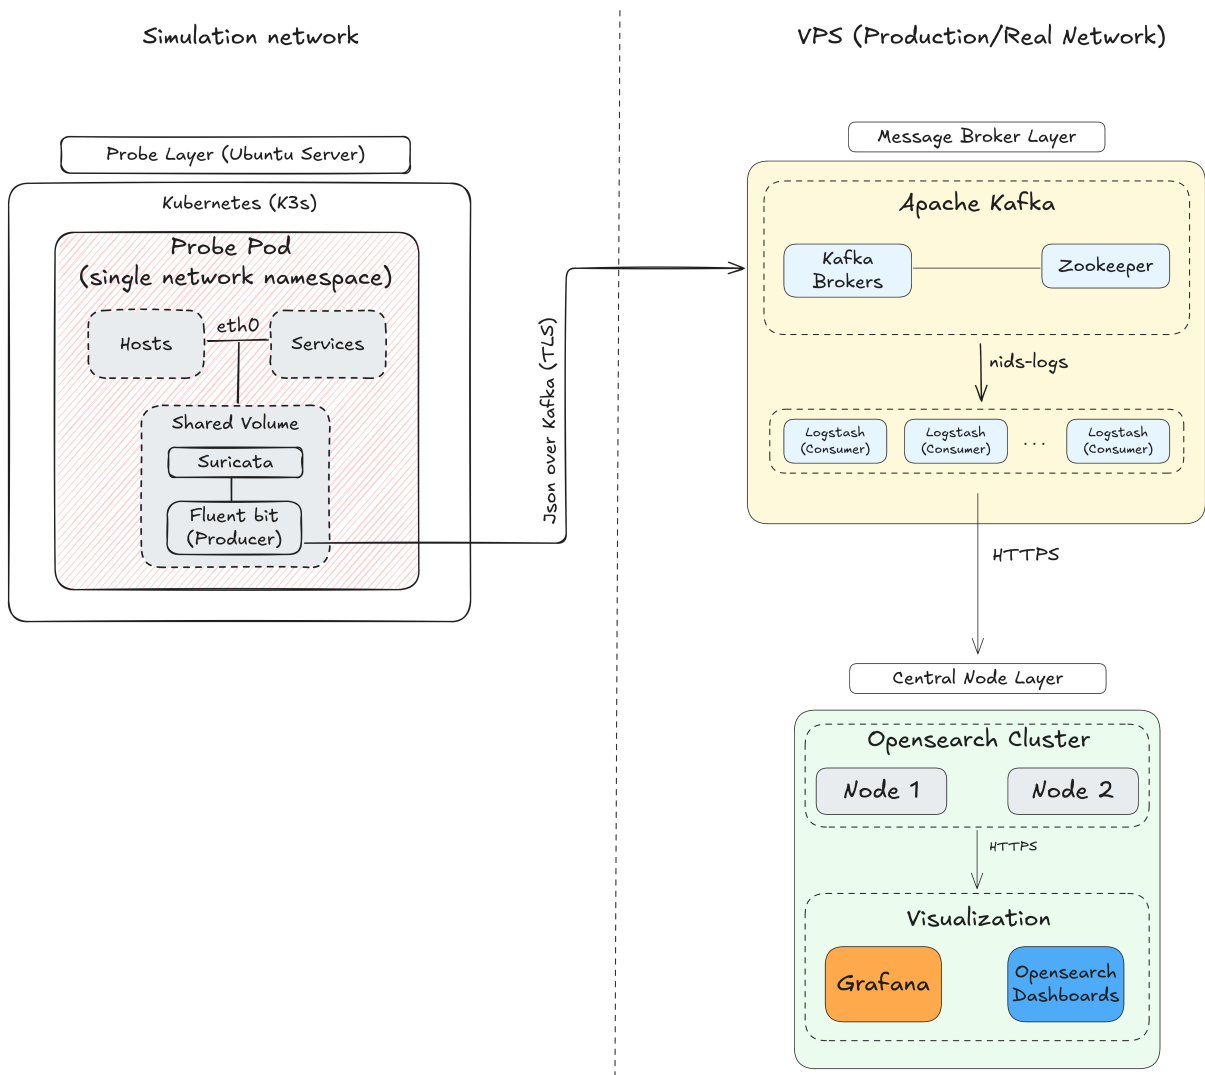 Simulation network
VPS (Production/Real Network)
Probe Layer (Ubuntu Server)
Kubernetes (K3s)
Probe Pod
(single network namespace)
Hosts
eth0
Services
Shared Volume
Suricata
Fluent bit
(Producer)
Json over Kafka (TLS)
Message Broker Layer
Apache Kafka
Kafka
Brokers
Zookeeper
nids-logs
Logstash
(Consumer)
Logstash
(Consumer)
...
Logstash
(Consumer)
HTTPS
Central Node Layer
Opensearch Cluster
Node 1
Node 2
HTTPS
Visualization
Grafana
Opensearch
Dashboards